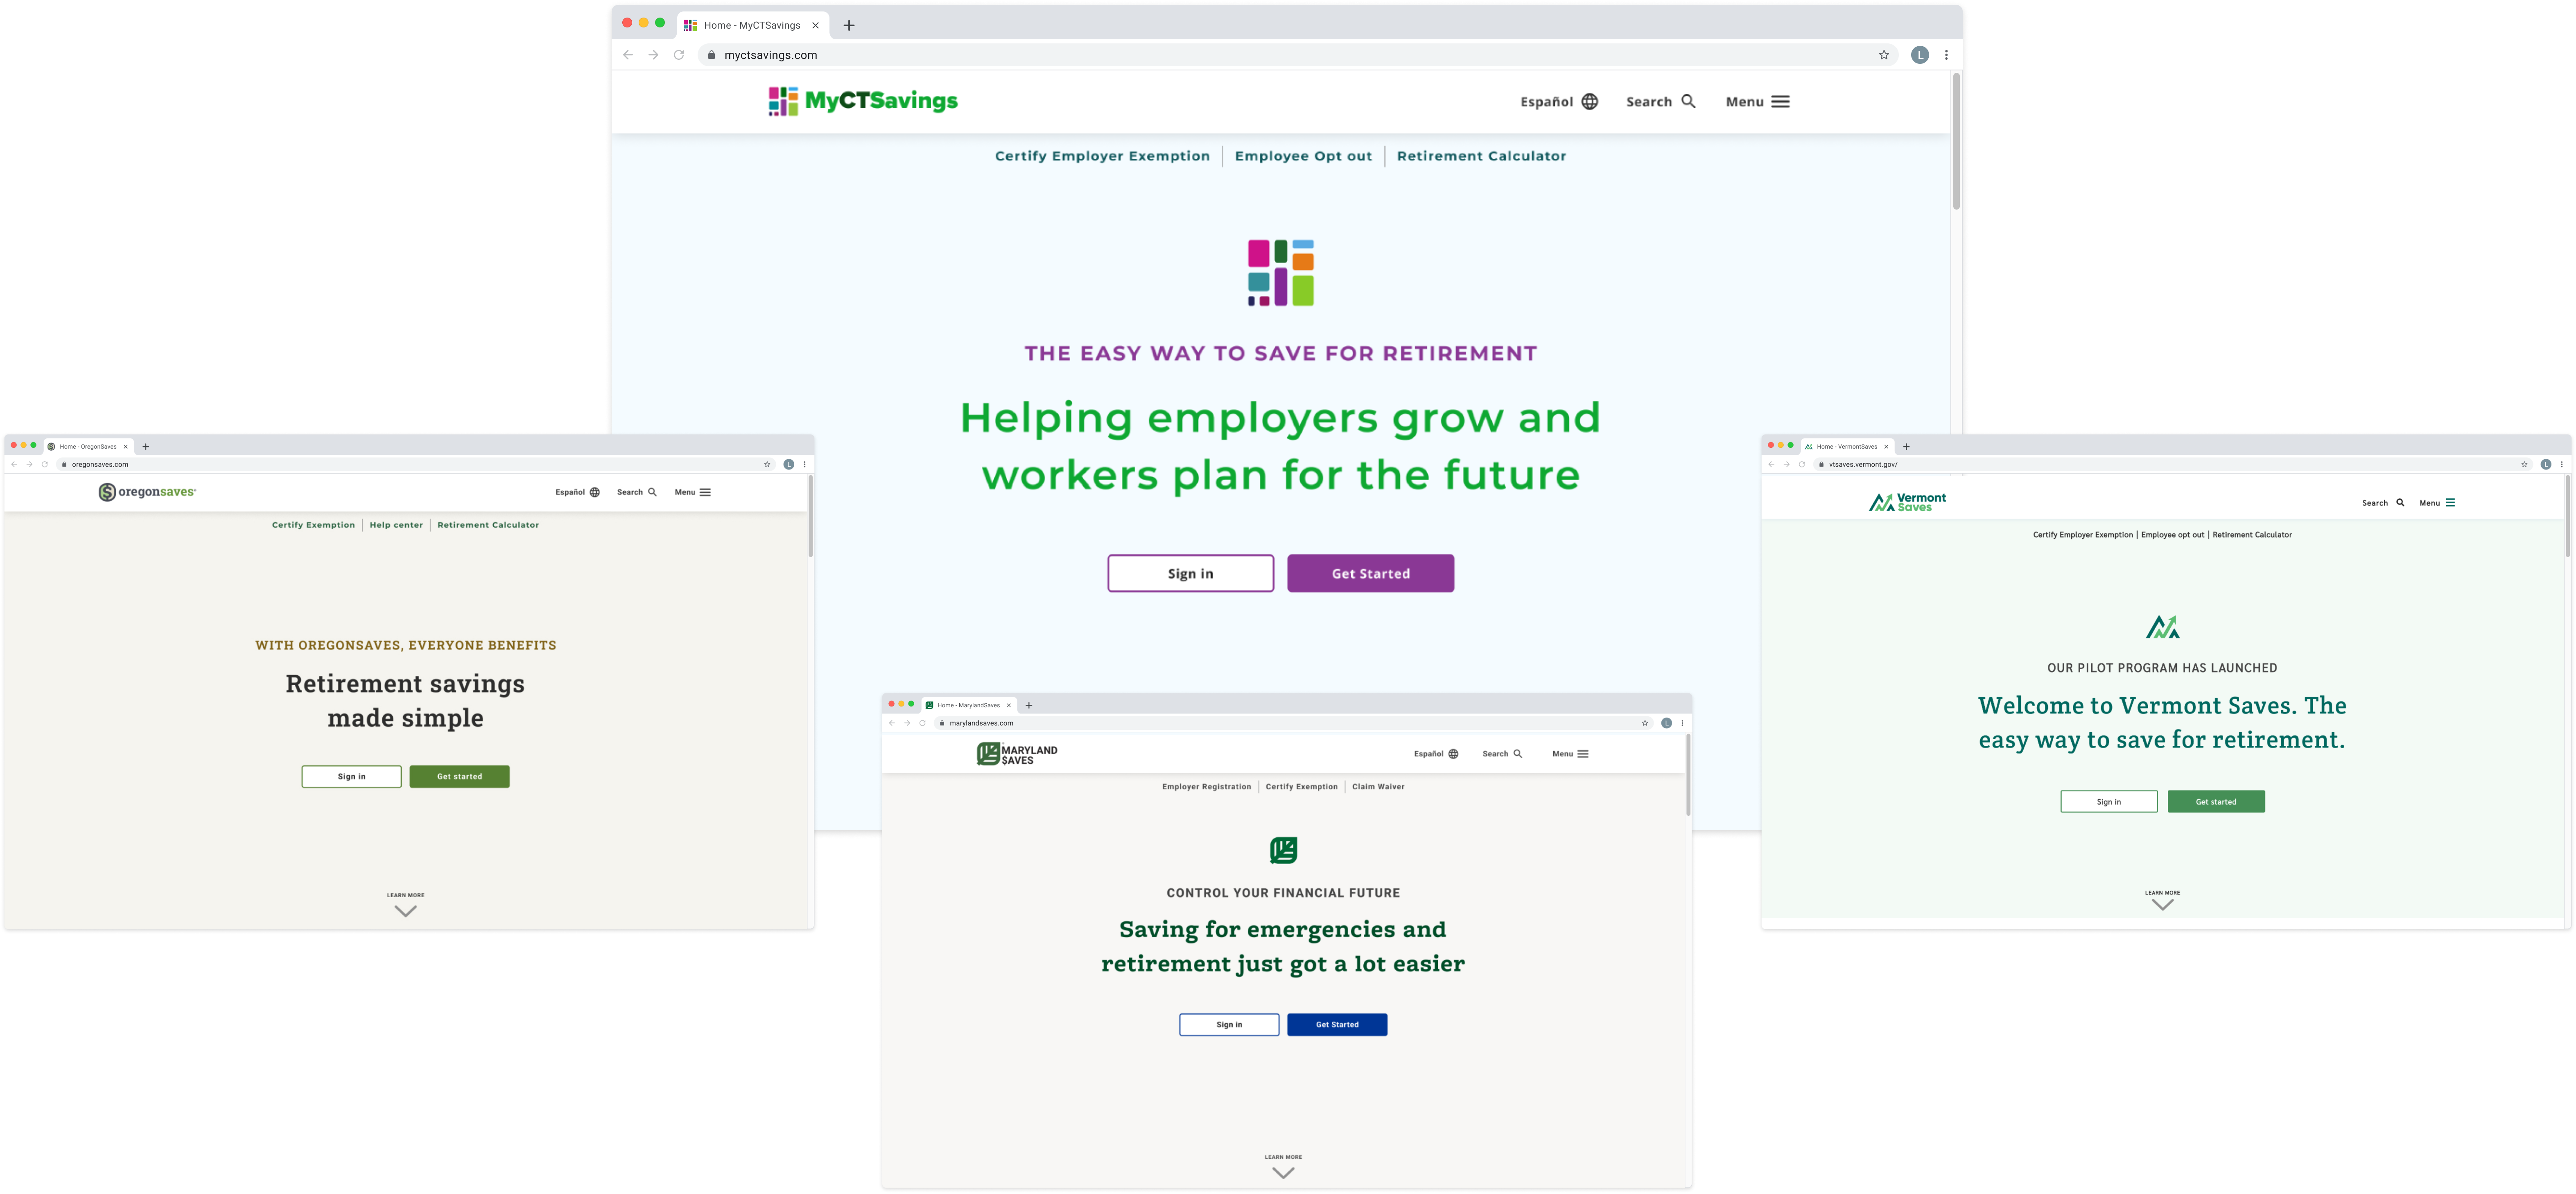 Home - MyCTSavings
myctsavings.com
L
MyCTSavings
Español Search Menu
Certify Employer Exemption Employee Opt out Retirement Calculator
THE EASY WAY TO SAVE FOR RETIREMENT
Helping employers grow and
workers plan for the future
Sign in Get Started
Home - OregonSaves
oregonsaves.com
L
oregonsaves
Español Search Menu
Certify Exemption Help center Retirement Calculator
WITH OREGONSAVES, EVERYONE BENEFITS
Retirement savings
made simple
Sign in Get started
LEARN MORE
Home - MarylandSaves
marylandsaves.com
L
MARYLAND
$AVES
Español Search Menu
Employer Registration Certify Exemption Claim Waiver
CONTROL YOUR FINANCIAL FUTURE
Saving for emergencies and
retirement just got a lot easier
Sign in Get Started
LEARN MORE
Home - VermontSaves
vtsaves.vermont.gov/
L
Vermont
Saves
Search Menu
Certify Employer Exemption | Employee opt out | Retirement Calculator
OUR PILOT PROGRAM HAS LAUNCHED
Welcome to Vermont Saves. The
easy way to save for retirement.
Sign in Get started
LEARN MORE